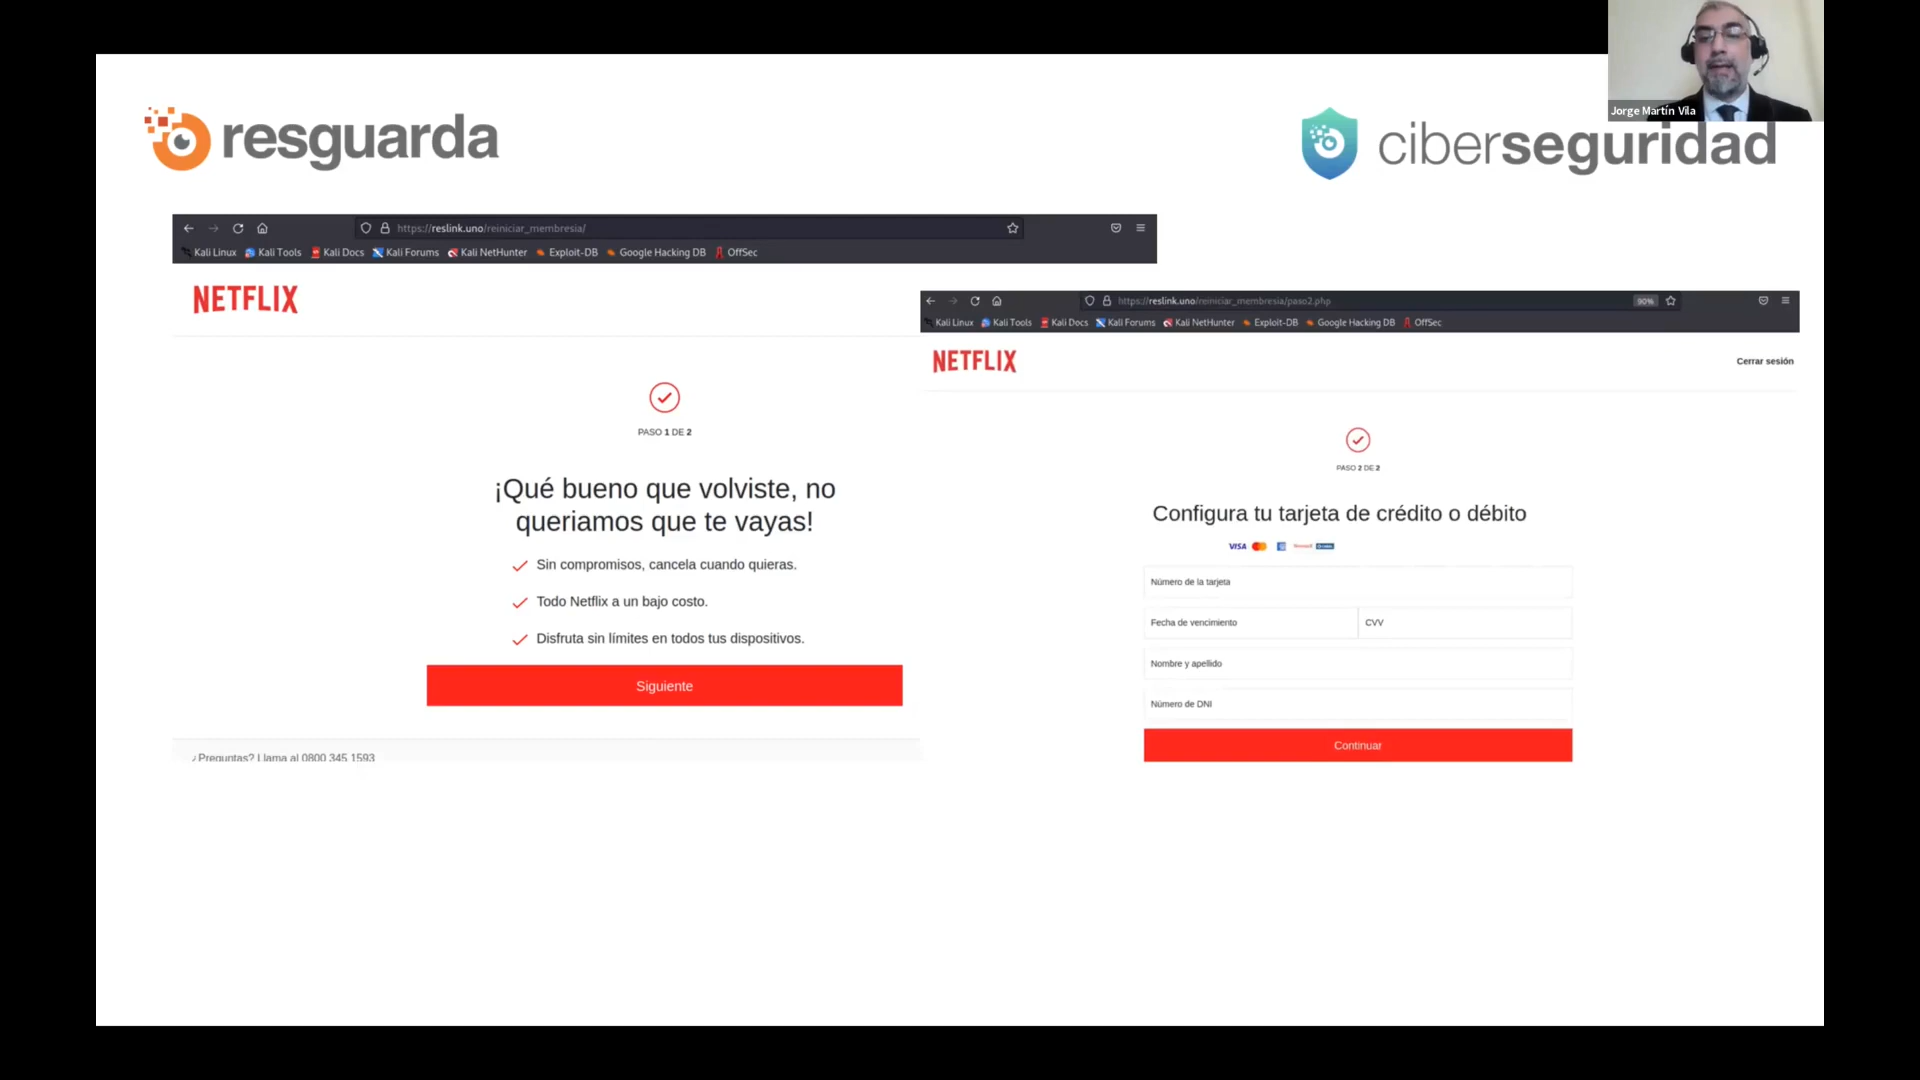 Jorge Martín Vila
resguarda
ciberseguridad
https://reslink.uno/reiniciar_membresia/
Kali Linux Kali Tools Kali Docs Kali Forums Kali NetHunter Exploit-DB Google Hacking DB OffSec
NETFLIX
PASO 1 DE 2
¡Qué bueno que volviste, no
queriamos que te vayas!
Sin compromisos, cancela cuando quieras.
Todo Netflix a un bajo costo.
Disfruta sin límites en todos tus dispositivos.
Siguiente
¿Preguntas? Llama al 0800 345 1593
https://reslink.uno/reiniciar_membresia/paso2.php
90%
Kali Linux Kali Tools Kali Docs Kali Forums Kali NetHunter Exploit-DB Google Hacking DB OffSec
NETFLIX
Cerrar sesión
PASO 2 DE 2
Configura tu tarjeta de crédito o débito
VISA
Número de la tarjeta
Fecha de vencimiento
CVV
Nombre y apellido
Número de DNI
Continuar